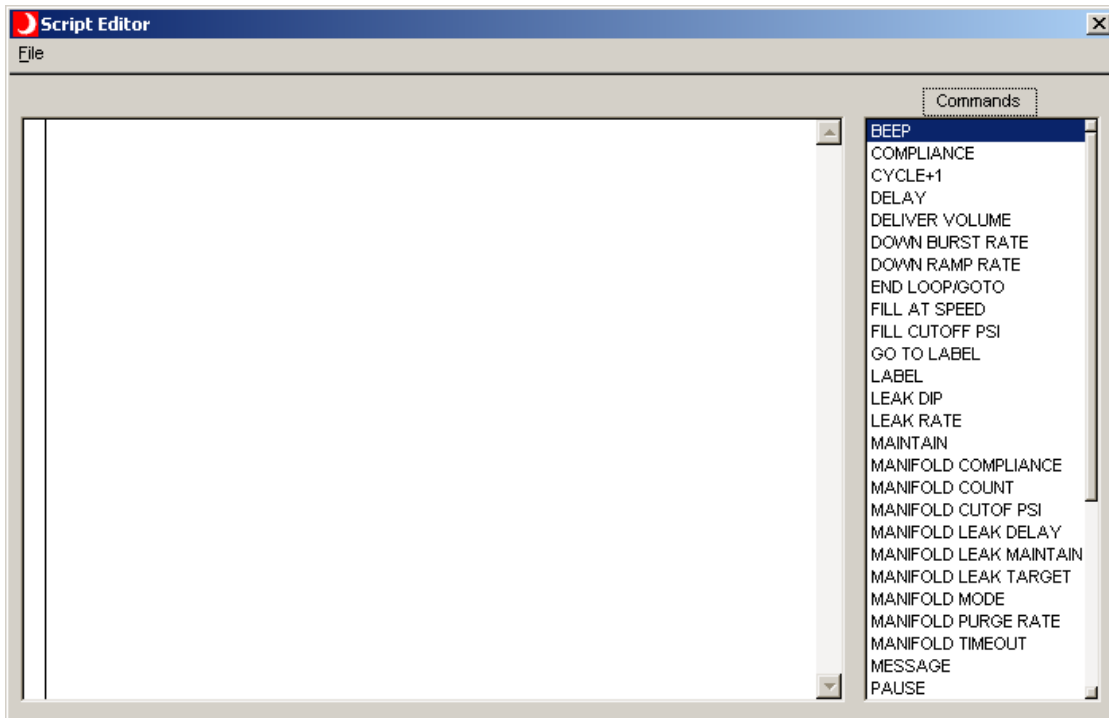 Script Editor
File
Commands
BEEP
COMPLIANCE
CYCLE+1
DELAY
DELIVER VOLUME
DOWN BURST RATE
DOWN RAMP RATE
END LOOP/GOTO
FILL AT SPEED
FILL CUTOFF PSI
GO TO LABEL
LABEL
LEAK DIP
LEAK RATE
MAINTAIN
MANIFOLD COMPLIANCE
MANIFOLD COUNT
MANIFOLD CUTOF PSI
MANIFOLD LEAK DELAY
MANIFOLD LEAK MAINTAIN
MANIFOLD LEAK TARGET
MANIFOLD MODE
MANIFOLD PURGE RATE
MANIFOLD TIMEOUT
MESSAGE
PAUSE